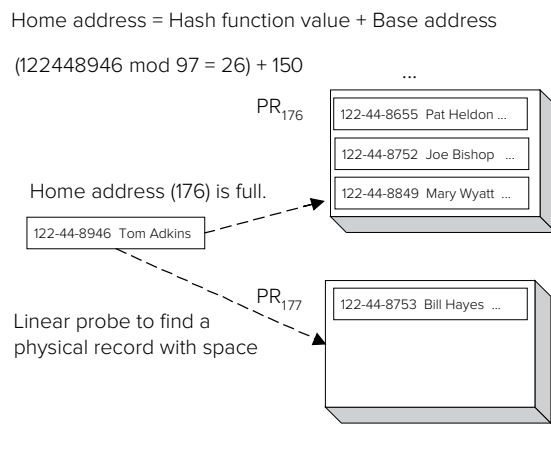 Home address = Hash function value + Base address
(122448946 mod 97 = 26) + 150
...
PR176
122-44-8655 Pat Heldon ...
122-44-8752 Joe Bishop ...
122-44-8849 Mary Wyatt ...
Home address (176) is full.
122-44-8946 Tom Adkins
PR177
122-44-8753 Bill Hayes ...
Linear probe to find a
physical record with space